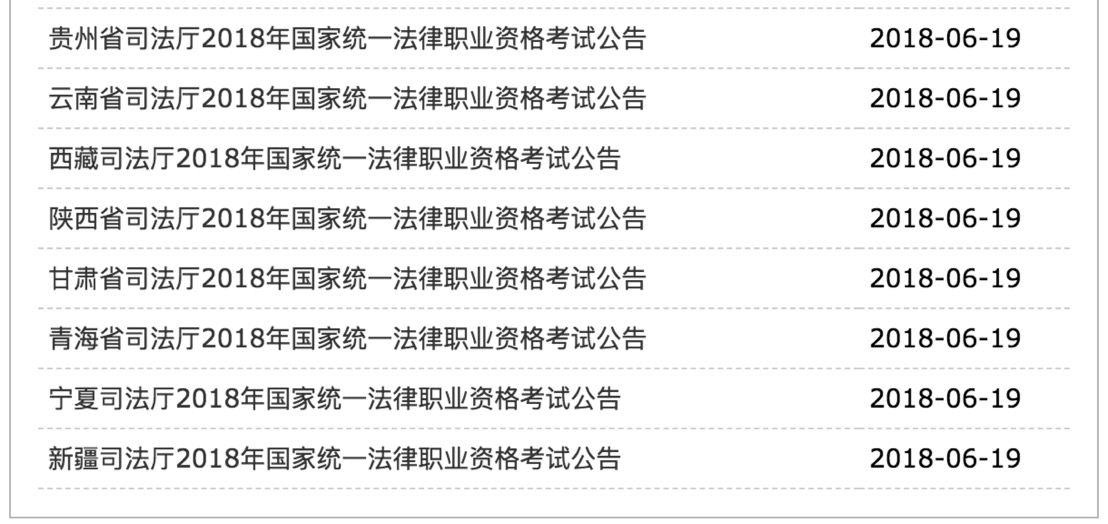 贵州省司法厅2018年国家统一法律职业资格考试公告 2018-06-19
云南省司法厅2018年国家统一法律职业资格考试公告 2018-06-19
西藏司法厅2018年国家统一法律职业资格考试公告 2018-06-19
陕西省司法厅2018年国家统一法律职业资格考试公告 2018-06-19
甘肃省司法厅2018年国家统一法律职业资格考试公告 2018-06-19
青海省司法厅2018年国家统一法律职业资格考试公告 2018-06-19
宁夏司法厅2018年国家统一法律职业资格考试公告 2018-06-19
新疆司法厅2018年国家统一法律职业资格考试公告 2018-06-19